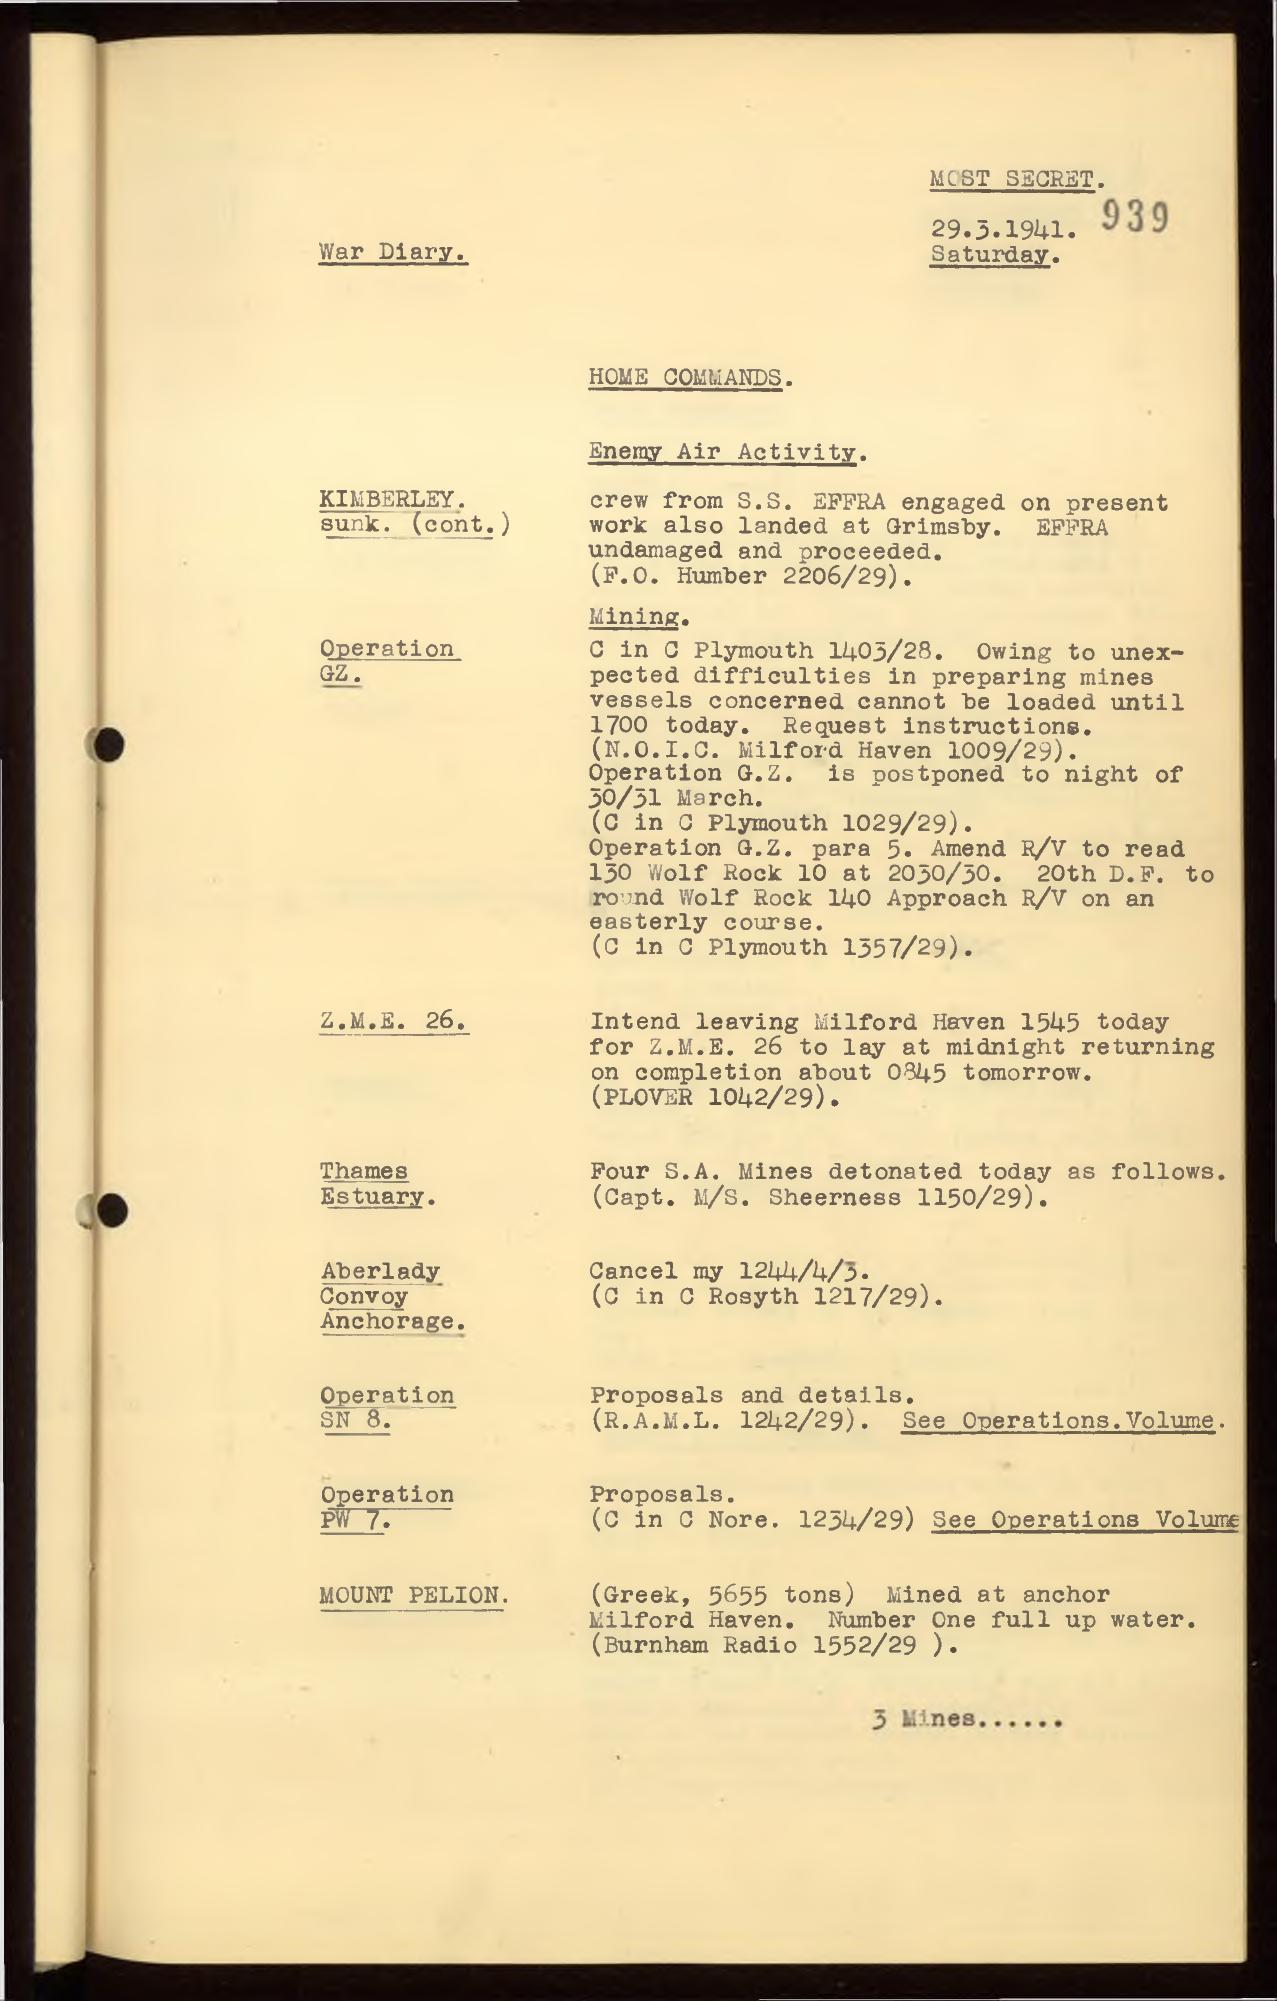 MOST SECRET.
939
29.3.1941.
War Diary.
Saturday.
HOME COMMANDS.
Enemy Air Activity.
KIMBERLEY.
sunk. (cont.)
crew from S.S. EFFRA engaged on present
work also landed at Grimsby. EFFRA
undamaged and proceeded.
(F.O. Humber 2206/29).
Mining.
Operation
GZ.
C in C Plymouth 1403/28. Owing to unex-
pected difficulties in preparing mines
vessels concerned cannot be loaded until
1700 today. Request instructions.
(N.O.I.C. Milford Haven 1009/29).
Operation G.Z. is postponed to night of
30/31 March.
(C in C Plymouth 1029/29).
Operation G.Z. para 5. Amend R/V to read
130 Wolf Rock 10 at 2030/30. 20th D.F. to
round Wolf Rock 140 Approach R/V on an
easterly course.
(C in C Plymouth 1357/29).
Z.M.E. 26.
Intend leaving Milford Haven 1545 today
for Z.M.E. 26 to lay at midnight returning
on completion about 0845 tomorrow.
(PLOVER 1042/29).
Thames
Estuary.
Four S.A. Mines detonated today as follows.
(Capt. M/S. Sheerness 1150/29).
Aberlady
Convoy
Anchorage.
Cancel my 1244/4/3.
(C in C Rosyth 1217/29).
Operation
SN 8.
Proposals and details.
(R.A.M.L. 1242/29). See Operations.Volume.
Operation
PW 7.
Proposals.
(C in C Nore. 1234/29) See Operations Volume
MOUNT PELION.
(Greek, 5655 tons) Mined at anchor
Milford Haven. Number One full up water.
(Burnham Radio 1552/29 ).
3 Mines......